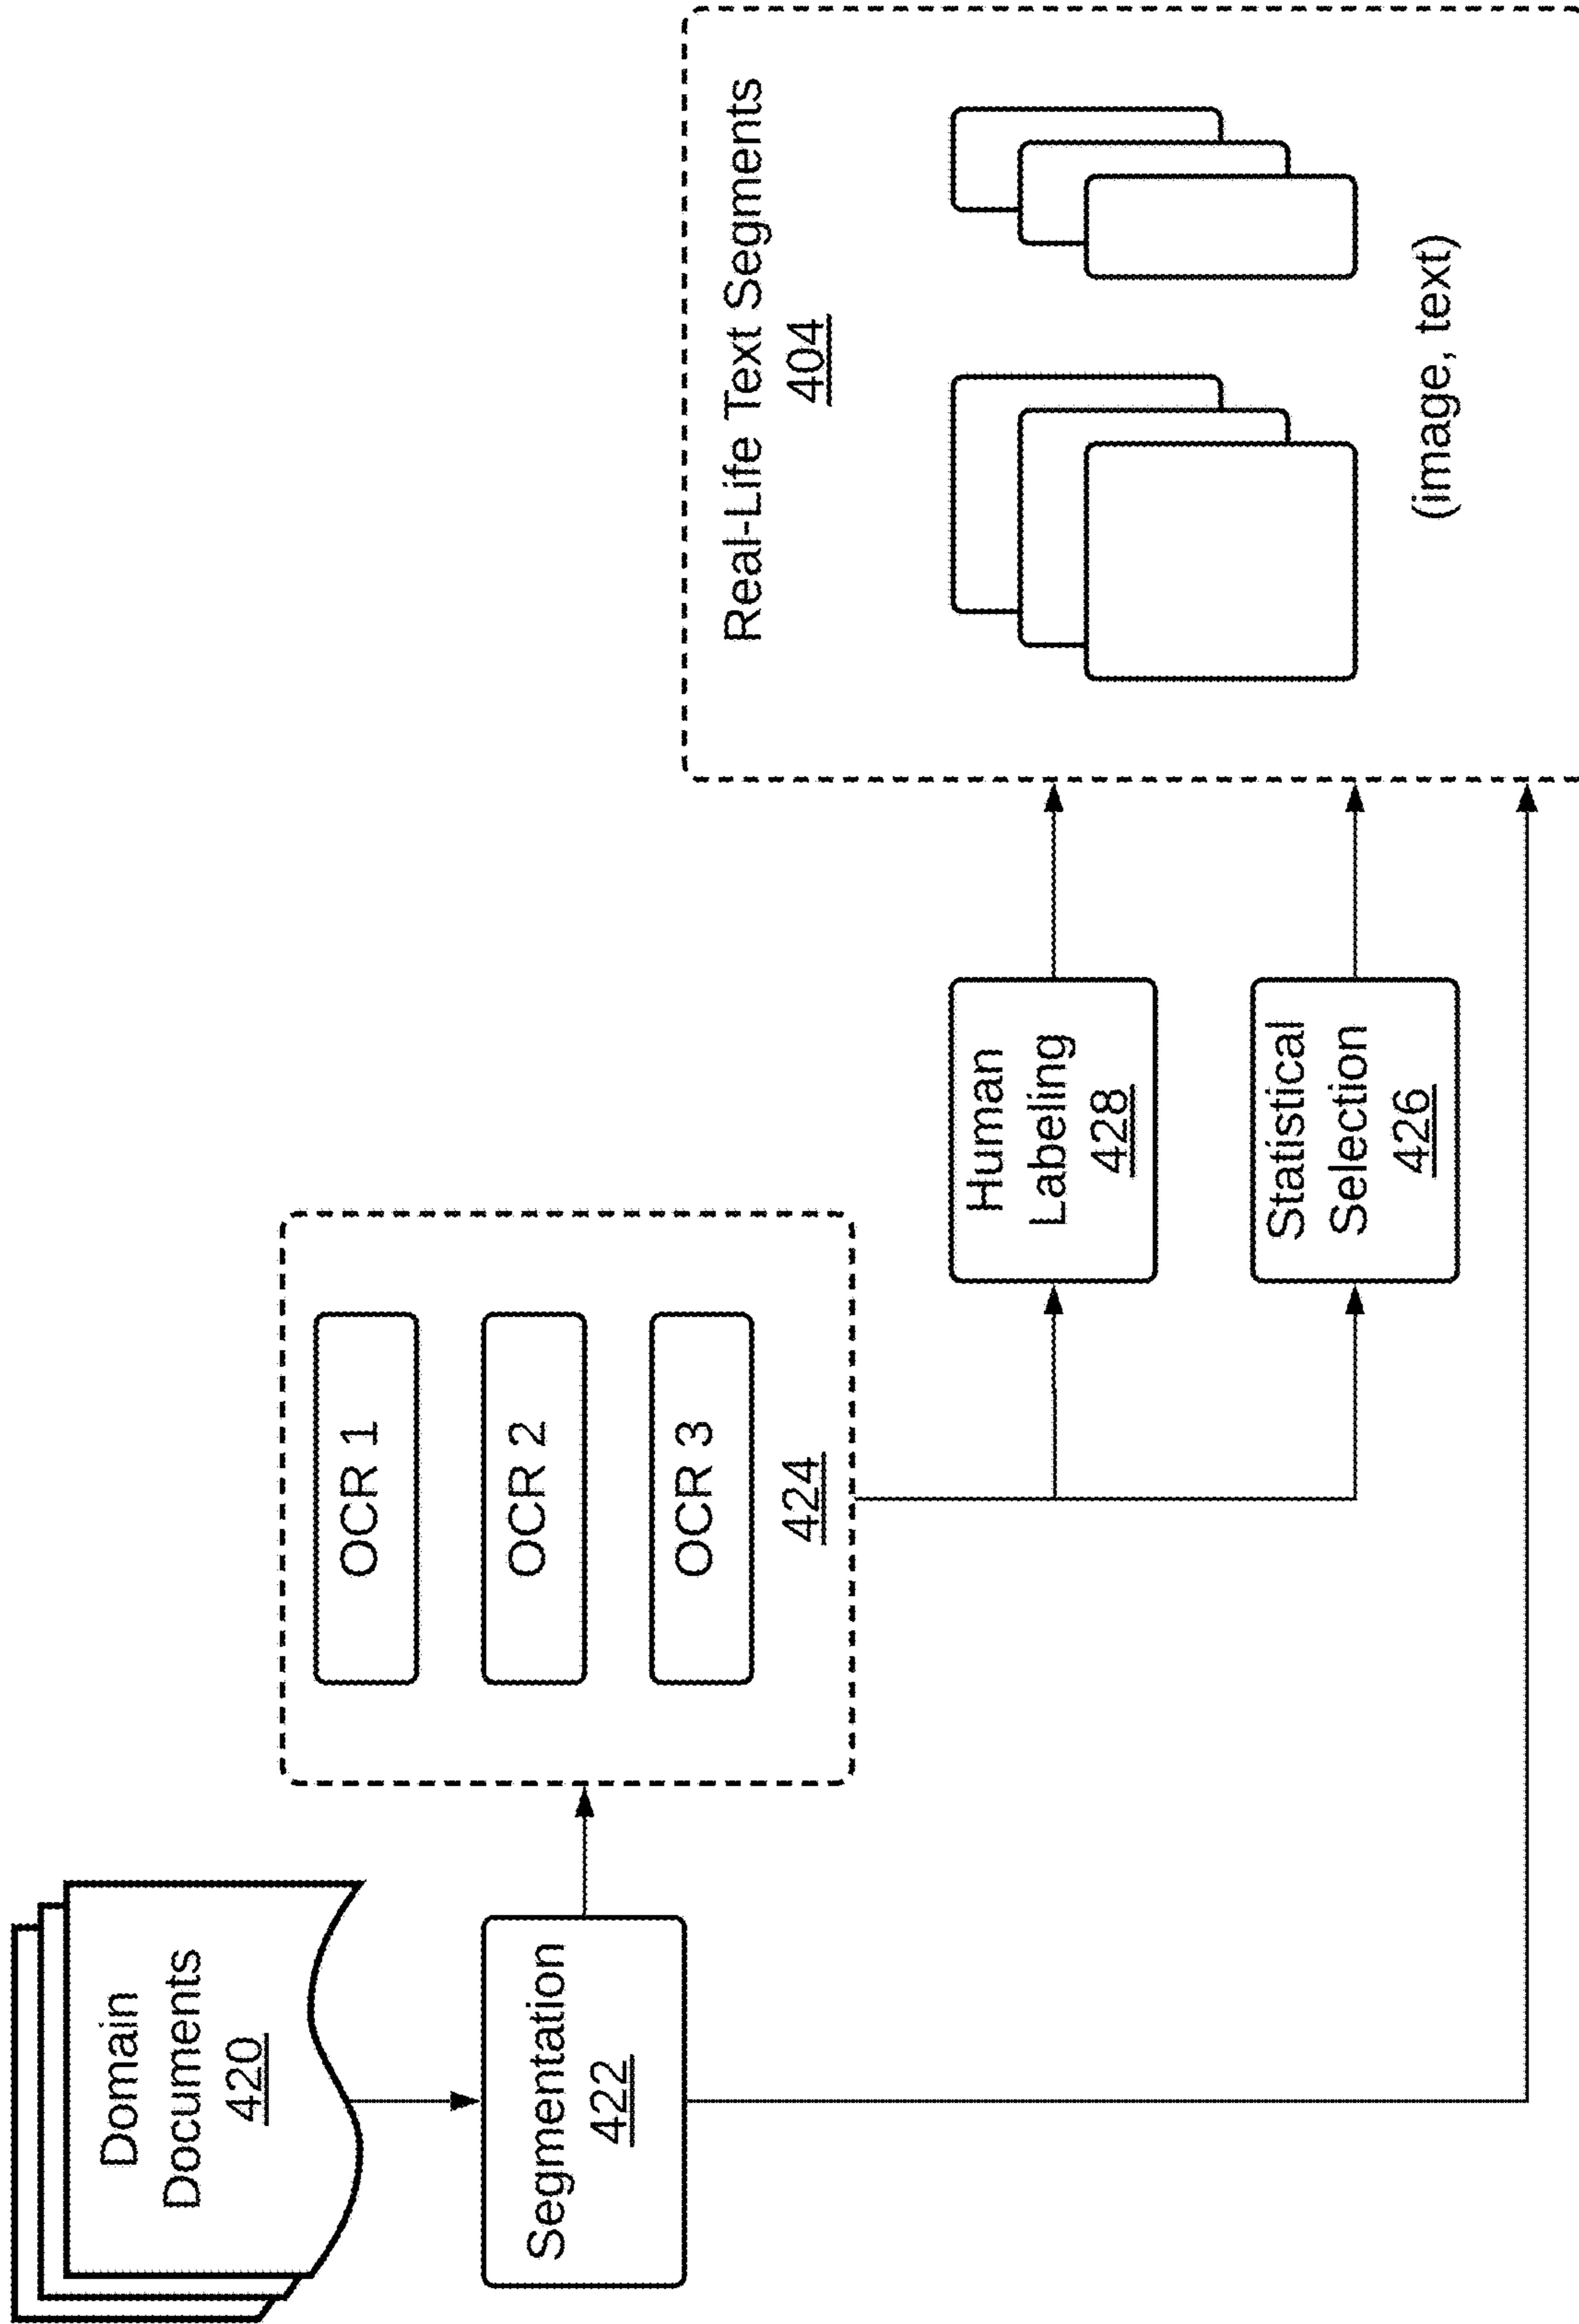 Domain
Documents
420
Segmentation
422
OCR 1
OCR 2
OCR 3
424
Human
Labeling
428
Statistical
Selection
426
Real-Life Text Segments
404
(image, text)